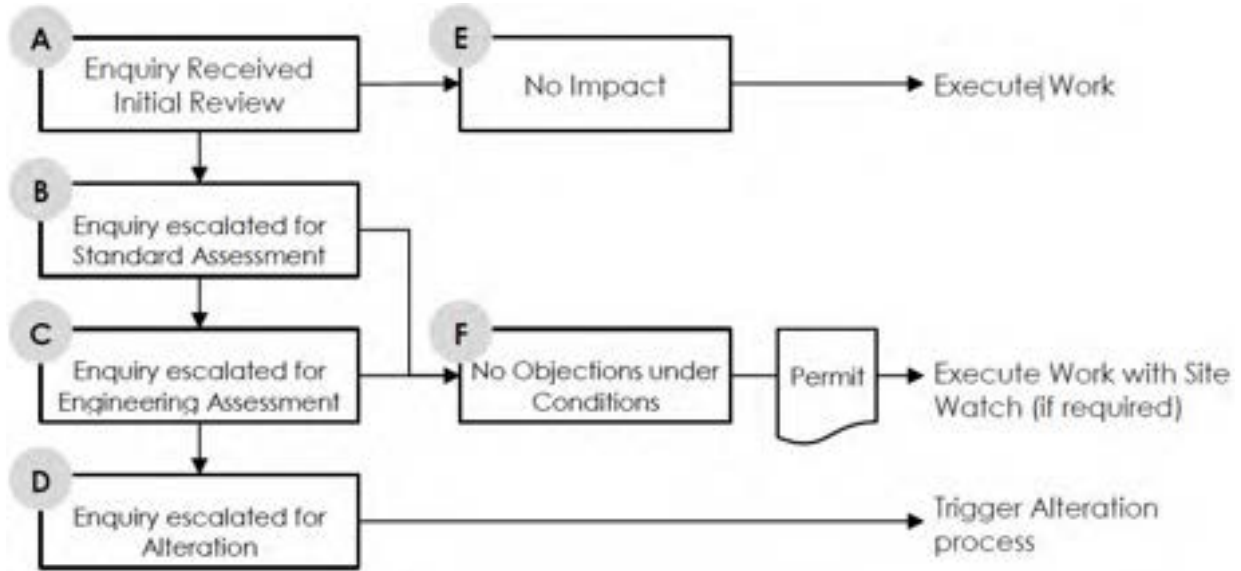 A
Enquiry Received
Initial Review
E
No Impact
Execute Work
B
Enquiry escalated for
Standard Assessment
C
Enquiry escalated for
Engineering Assessment
F
No Objections under
Conditions
Permit
Execute Work with Site
Watch (if required)
D
Enquiry escalated for
Alteration
Trigger Alteration
process